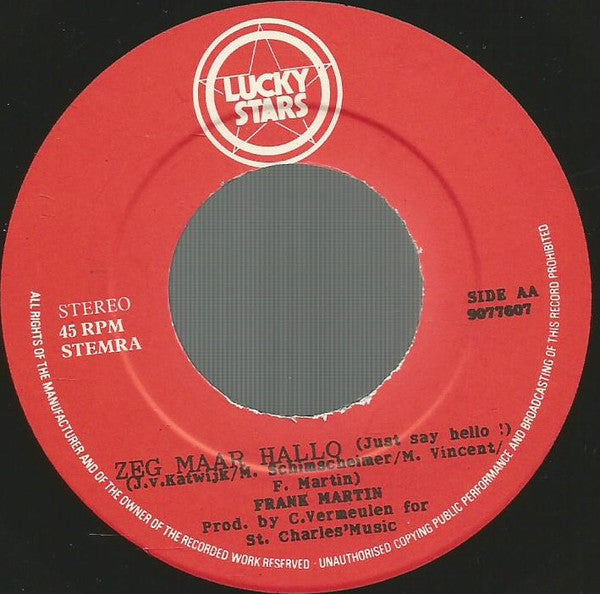 LUCKY
STARS
STEREO
45 RPM
STEMRA
SIDE AA
9077607
ZEG MAAR HALLO (Just say hello !)
(J.v.Katwijk/M. Schimscheimer/M. Vincent/
F. Martin)
FRANK MARTIN
Prod. by C.Vermeulen for
St. Charles'Music
ALL RIGHTS OF THE MANUFACTURER AND OF THE OWNER OF THE RECORDED WORK RESERVED · UNAUTHORISED COPYING PUBLIC PERFORMANCE AND BROADCASTING OF THIS RECORD PROHIBITED